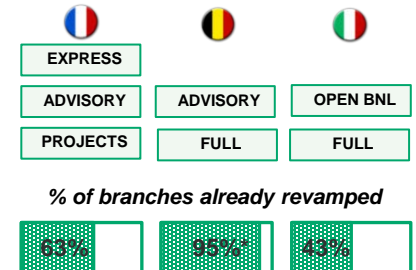 EXPRESS
ADVISORY ADVISORY OPEN BNL
PROJECTS FULL FULL
% of branches already revamped
63% 95%* 43%